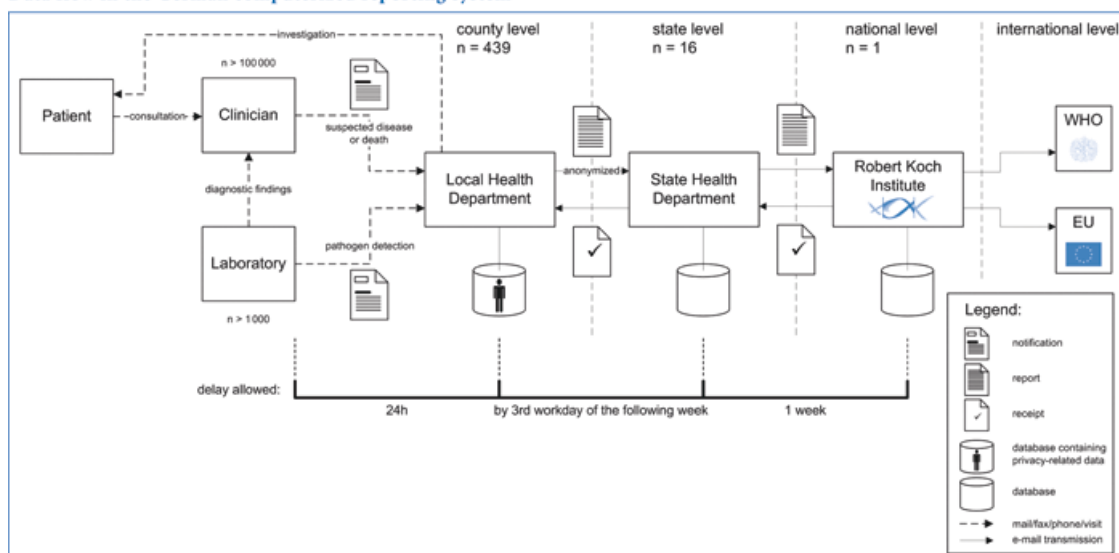 investigation
county level
n = 439
state level
n = 16
national level
n = 1
international level
n > 100 000
Patient
consultation
Clinician
suspected disease
or death
diagnostic findings
Laboratory
n > 1 000
pathogen detection
Local Health
Department
anonymized
State Health
Department
Robert Koch
Institute
WHO
EU
delay allowed:
24h
by 3rd workday of the following week
1 week
Legend:
notification
report
receipt
database containing
privacy-related data
database
mail/fax/phone/visit
e-mail transmission